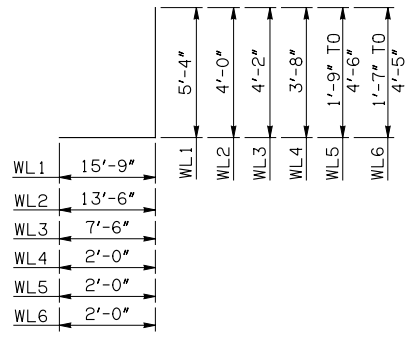 5'-4"
4'-0"
4'-2"
3'-8"
1'-9" TO
4'-6"
1'-7" TO
4'-5"
WL1
WL2
WL3
WL4
WL5
WL6
WL1 15'-9"
WL2 13'-6"
WL3 7'-6"
WL4 2'-0"
WL5 2'-0"
WL6 2'-0"